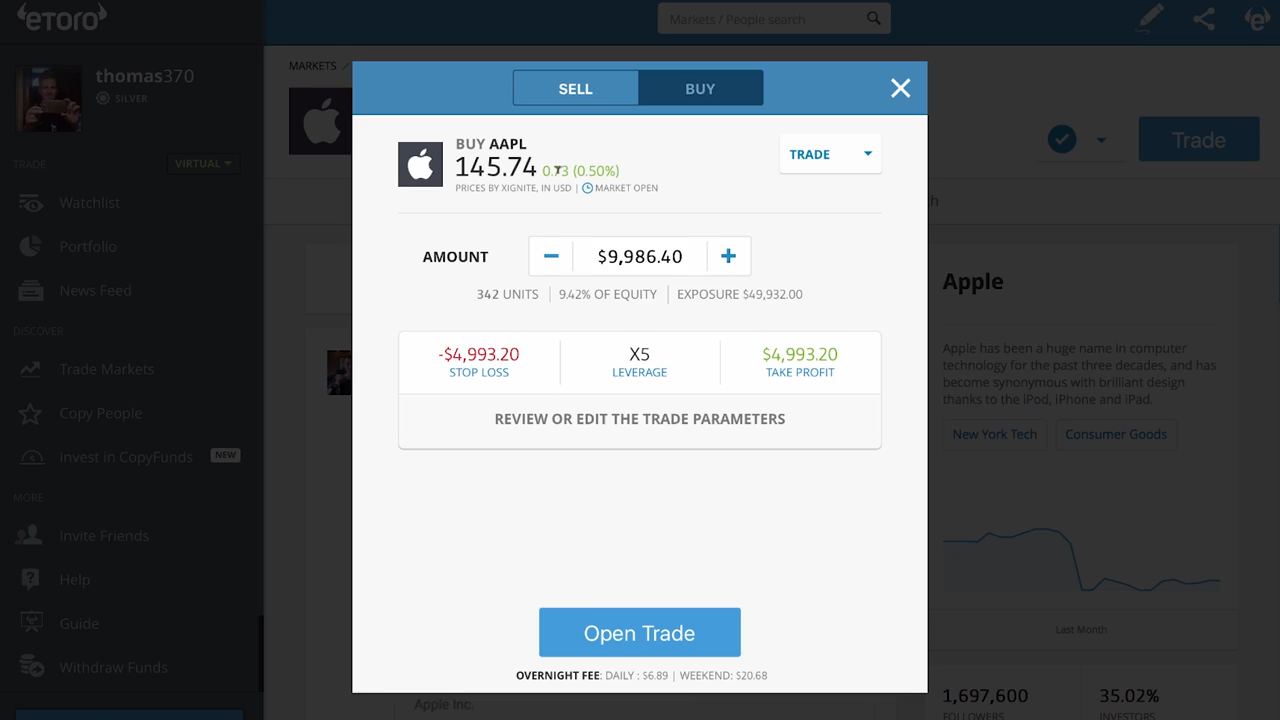 eTORO
Markets / People search
thomas370
SILVER
TRADE
VIRTUAL
Watchlist
Portfolio
News Feed
DISCOVER
Trade Markets
Copy People
Invest in CopyFunds NEW
MORE
Invite Friends
Help
Guide
Withdraw Funds
MARKETS /
Trade
SELL
BUY
BUY AAPL
145.74 0.73 (0.50%)
PRICES BY XIGNITE, IN USD | MARKET OPEN
TRADE
AMOUNT
$9,986.40
342 UNITS | 9.42% OF EQUITY | EXPOSURE $49,932.00
-$4,993.20
STOP LOSS
X5
LEVERAGE
$4,993.20
TAKE PROFIT
REVIEW OR EDIT THE TRADE PARAMETERS
Open Trade
OVERNIGHT FEE: DAILY : $6.89 | WEEKEND: $20.68
Apple
Apple has been a huge name in computer
technology for the past three decades, and has
become synonymous with brilliant design
thanks to the iPod, iPhone and iPad.
New York Tech
Consumer Goods
Last Month
1,697,600
FOLLOWERS
35.02%
INVESTORS
Apple Inc.